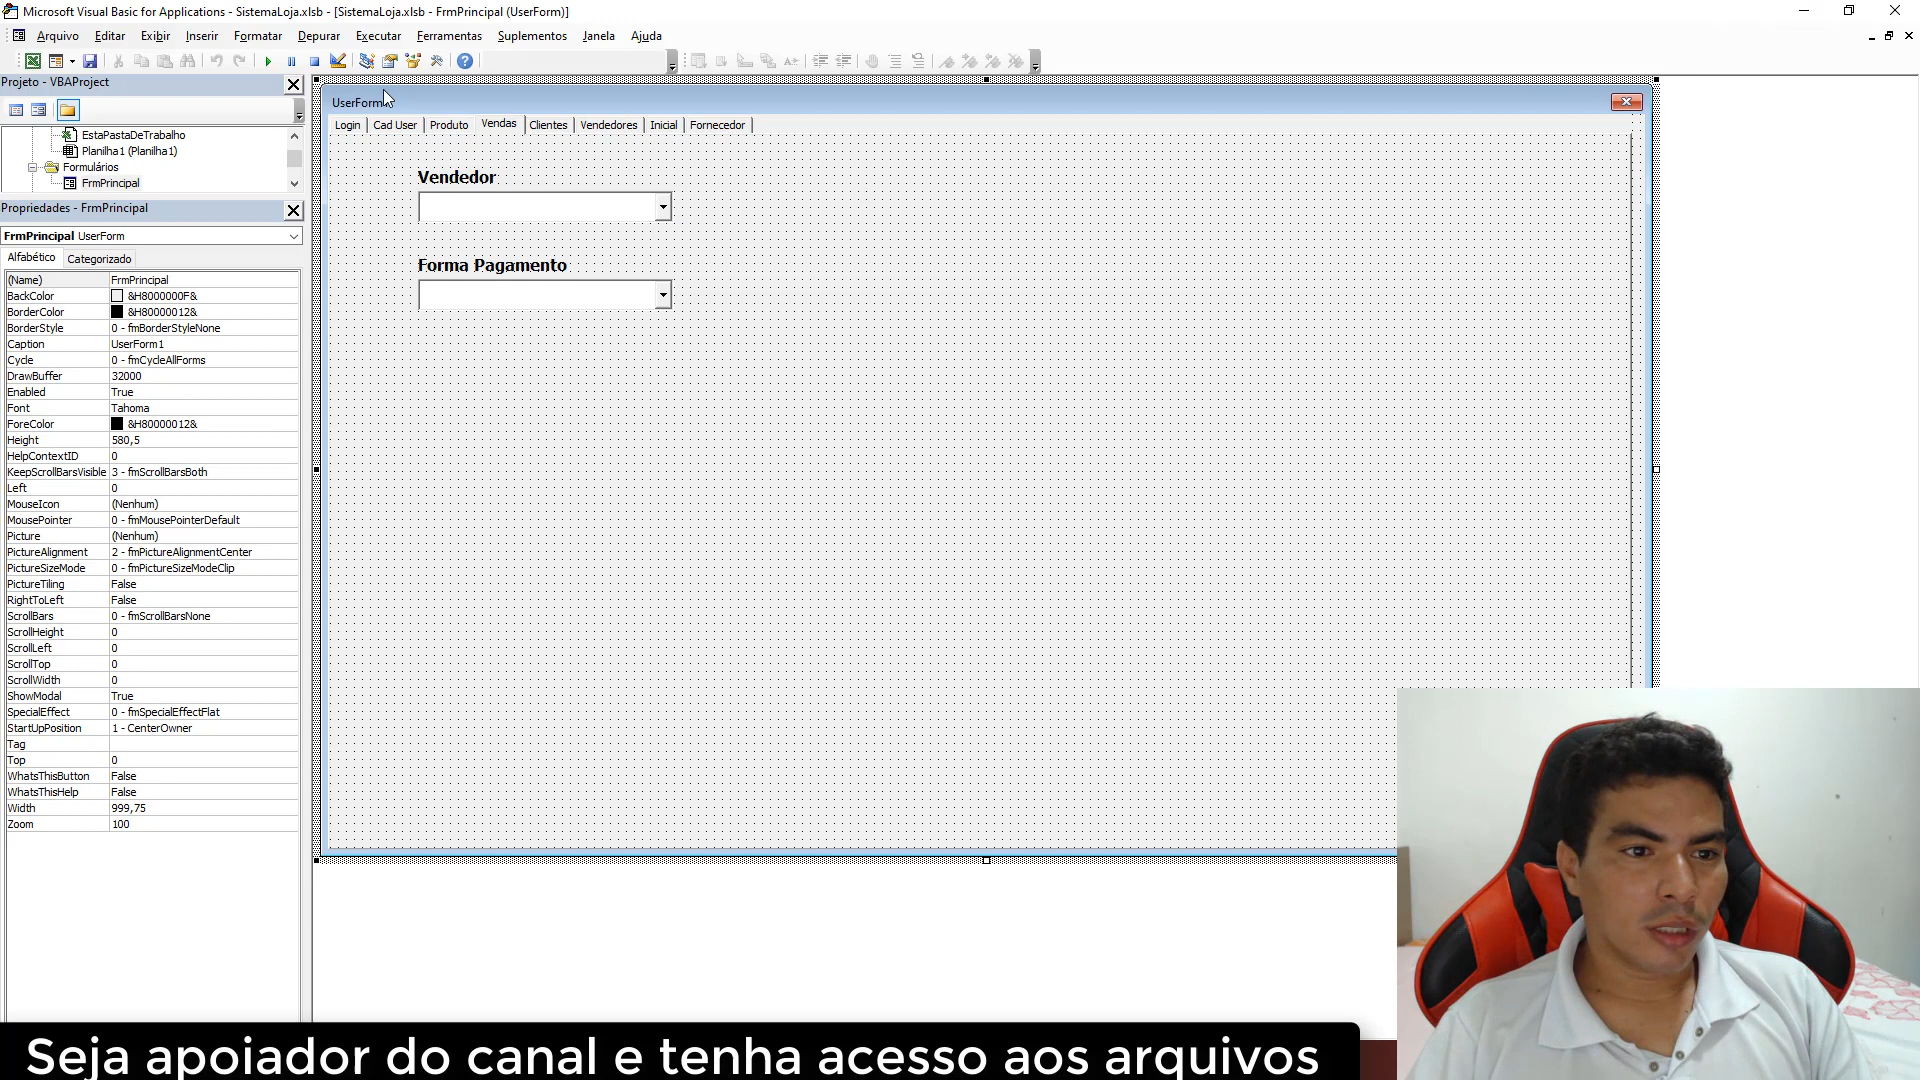 Microsoft Visual Basic for Applications - SistemaLoja.xlsb - [SistemaLoja.xlsb - FrmPrincipal (UserForm)]
Arquivo Editar Exibir Inserir Formatar Depurar Executar Ferramentas Suplementos Janela Ajuda
Projeto - VBAProject
EstaPastaDeTrabalho
Planilha1 (Planilha1)
Formulários
FrmPrincipal
Propriedades - FrmPrincipal
FrmPrincipal UserForm
Alfabético Categorizado
(Name) FrmPrincipal
BackColor &H8000000F&
BorderColor &H80000012&
BorderStyle 0 - fmBorderStyleNone
Caption UserForm1
Cycle 0 - fmCycleAllForms
DrawBuffer 32000
Enabled True
Font Tahoma
ForeColor &H80000012&
Height 580,5
HelpContextID 0
KeepScrollBarsVisible 3 - fmScrollBarsBoth
Left 0
MouseIcon (Nenhum)
MousePointer 0 - fmMousePointerDefault
Picture (Nenhum)
PictureAlignment 2 - fmPictureAlignmentCenter
PictureSizeMode 0 - fmPictureSizeModeClip
PictureTiling False
RightToLeft False
ScrollBars 0 - fmScrollBarsNone
ScrollHeight 0
ScrollLeft 0
ScrollTop 0
ScrollWidth 0
ShowModal True
SpecialEffect 0 - fmSpecialEffectFlat
StartUpPosition 1 - CenterOwner
Tag
Top 0
WhatsThisButton False
WhatsThisHelp False
Width 999,75
Zoom 100
UserForm1
Login Cad User Produto Vendas Clientes Vendedores Inicial Fornecedor
Vendedor
Forma Pagamento
Seja apoiador do canal e tenha acesso aos arquivos